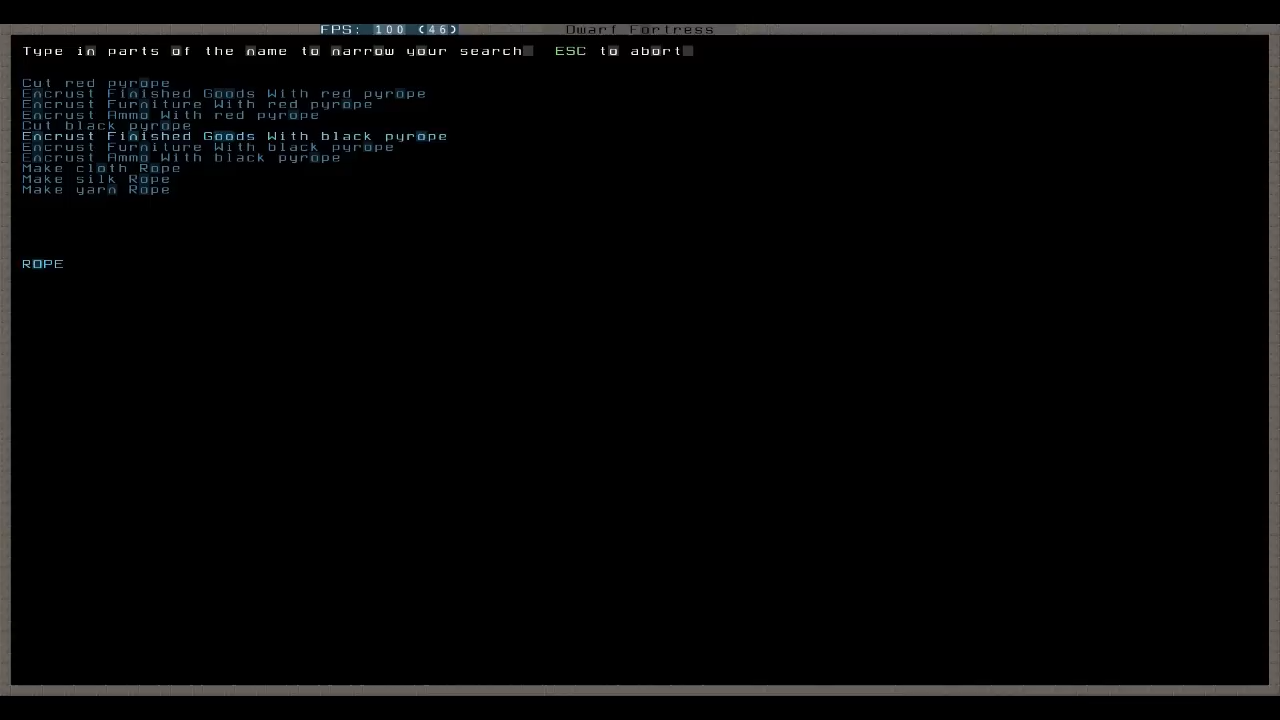 FPS: 100 (46) Dwarf Fortress
Type in parts of the name to narrow your search ESC to abort
Cut red pyrope
Encrust Finished Goods With red pyrope
Encrust Furniture With red pyrope
Encrust Ammo With red pyrope
Cut black pyrope
Encrust Finished Goods With black pyrope
Encrust Furniture With black pyrope
Encrust Ammo With black pyrope
Make cloth Rope
Make silk Rope
Make yarn Rope
ROPE